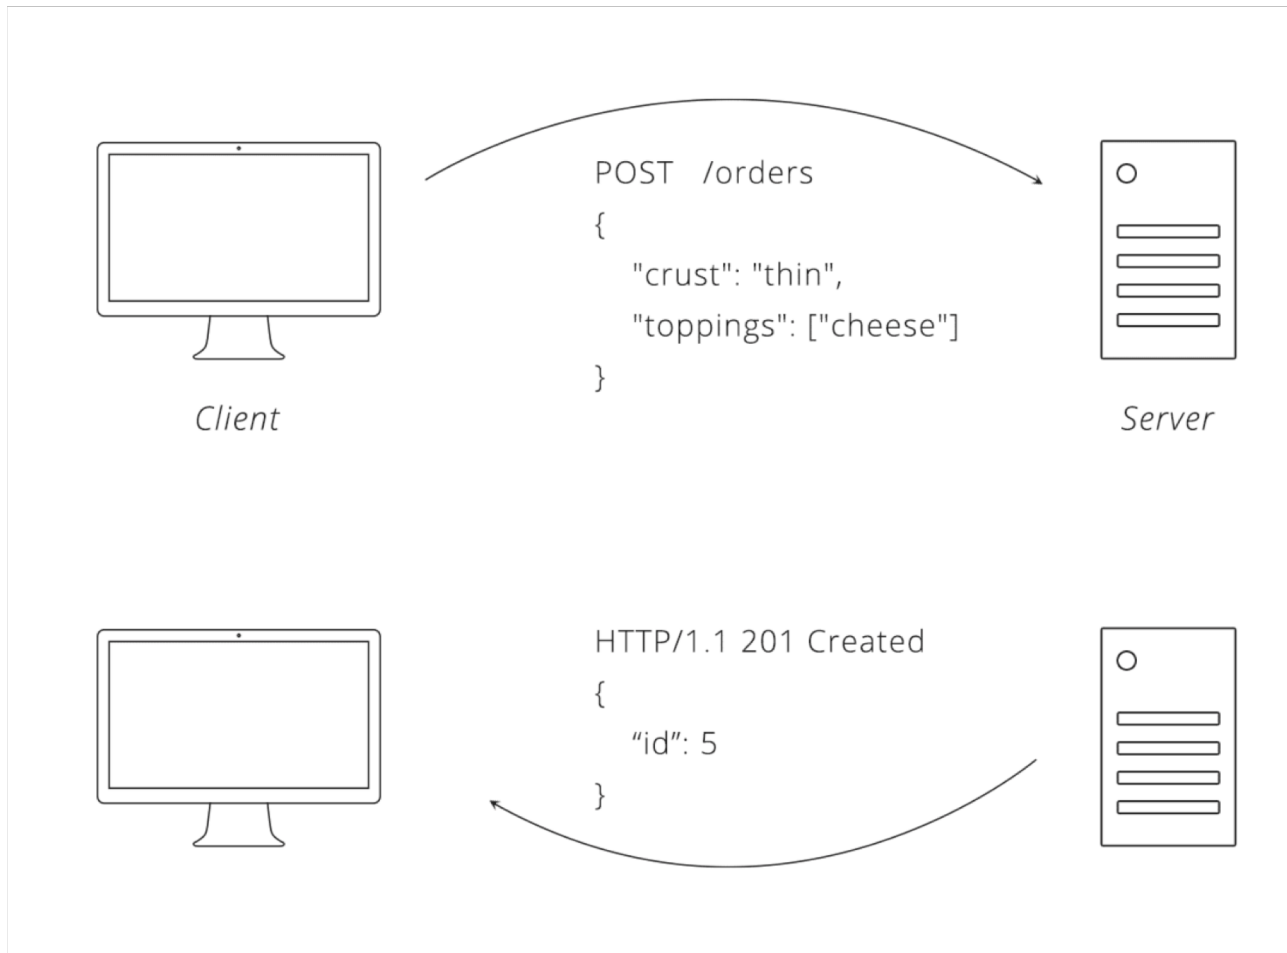 POST /orders
{
"crust": "thin",
"toppings": ["cheese"]
}
Client
Server
HTTP/1.1 201 Created
{
“id”: 5
}